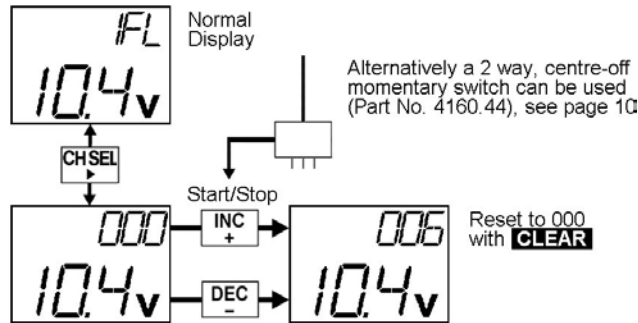 1FL
Normal
Display
10.4v
Alternatively a 2 way, centre-off
momentary switch can be used
(Part No. 4160.44), see page 10
CH SEL
Start/Stop
000
INC
+
006
Reset to 000
with CLEAR
10.4v
DEC
–
10.4v